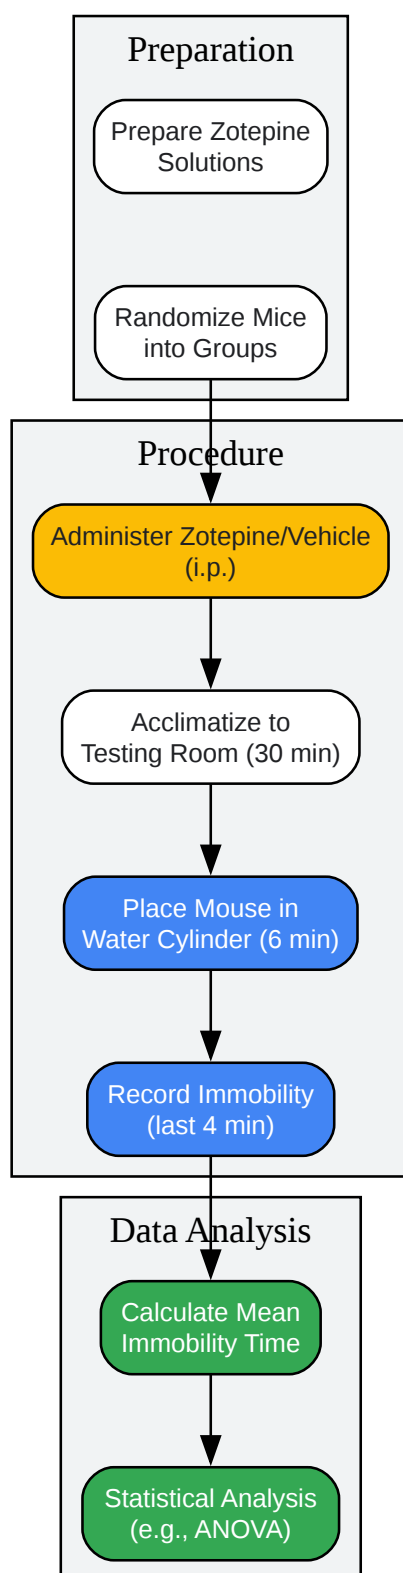 Preparation
Prepare Zotepine
Solutions
Randomize Mice
into Groups
Procedure
Administer Zotepine/Vehicle
(i.p.)
Acclimatize to
Testing Room (30 min)
Place Mouse in
Water Cylinder (6 min)
Record Immobility
(last 4 min)
Data Analysis
Calculate Mean
Immobility Time
Statistical Analysis
(e.g., ANOVA)